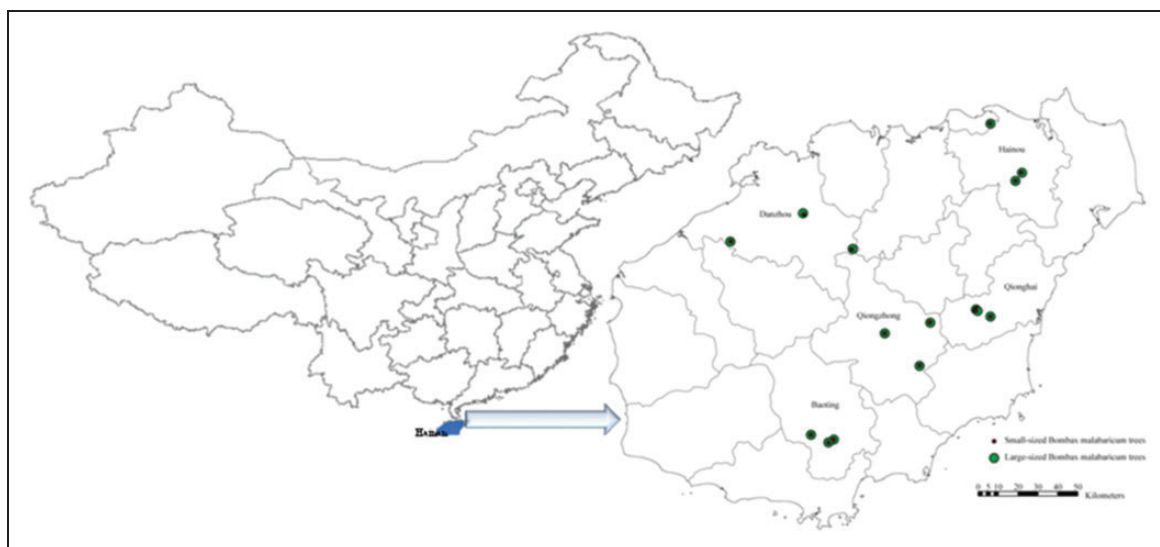 Hainou
Danzhou
Qionghai
Qiongzhong
Baoting
Hainan
Small-sized Bombax malabaricum trees
Large-sized Bombax malabaricum trees
0 5 10 20 30 40 50
Kilometers